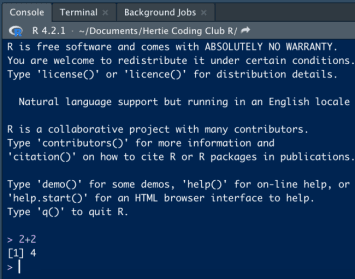 Console Terminal × Background Jobs ×
R 4.2.1 · ~/Documents/Hertie Coding Club R/
R is free software and comes with ABSOLUTELY NO WARRANTY.
You are welcome to redistribute it under certain conditions.
Type 'license()' or 'licence()' for distribution details.
Natural language support but running in an English locale
R is a collaborative project with many contributors.
Type 'contributors()' for more information and
'citation()' on how to cite R or R packages in publications.
Type 'demo()' for some demos, 'help()' for on-line help, or
'help.start()' for an HTML browser interface to help.
Type 'q()' to quit R.
> 2+2
[1] 4
>